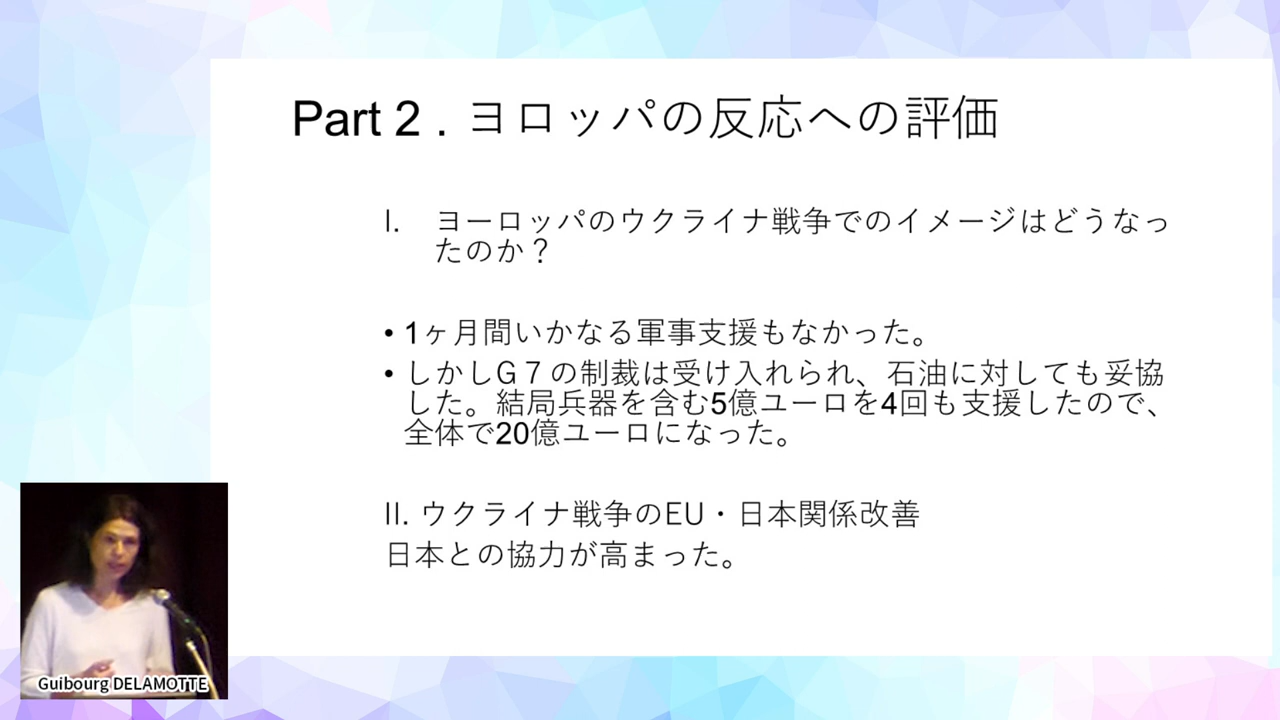 Part 2 . ヨロッパの反応への評価
I. ヨーロッパのウクライナ戦争でのイメージはどうなっ
たのか？
• 1ヶ月間いかなる軍事支援もなかった。
• しかしG７の制裁は受け入れられ、石油に対しても妥協
した。結局兵器を含む5億ユーロを4回も支援したので、
全体で20億ユーロになった。
II. ウクライナ戦争のEU・日本関係改善
日本との協力が高まった。
Guibourg DELAMOTTE